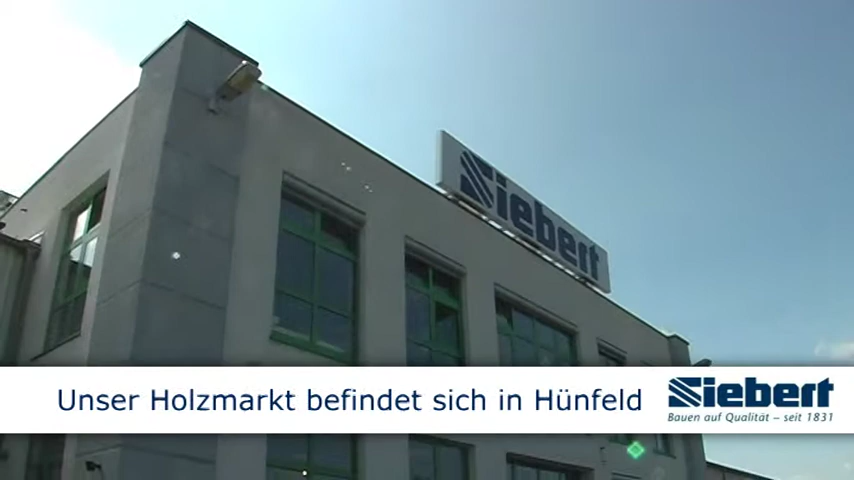 Siebert
Unser Holzmarkt befindet sich in Hünfeld
Siebert
Bauen auf Qualität – seit 1831